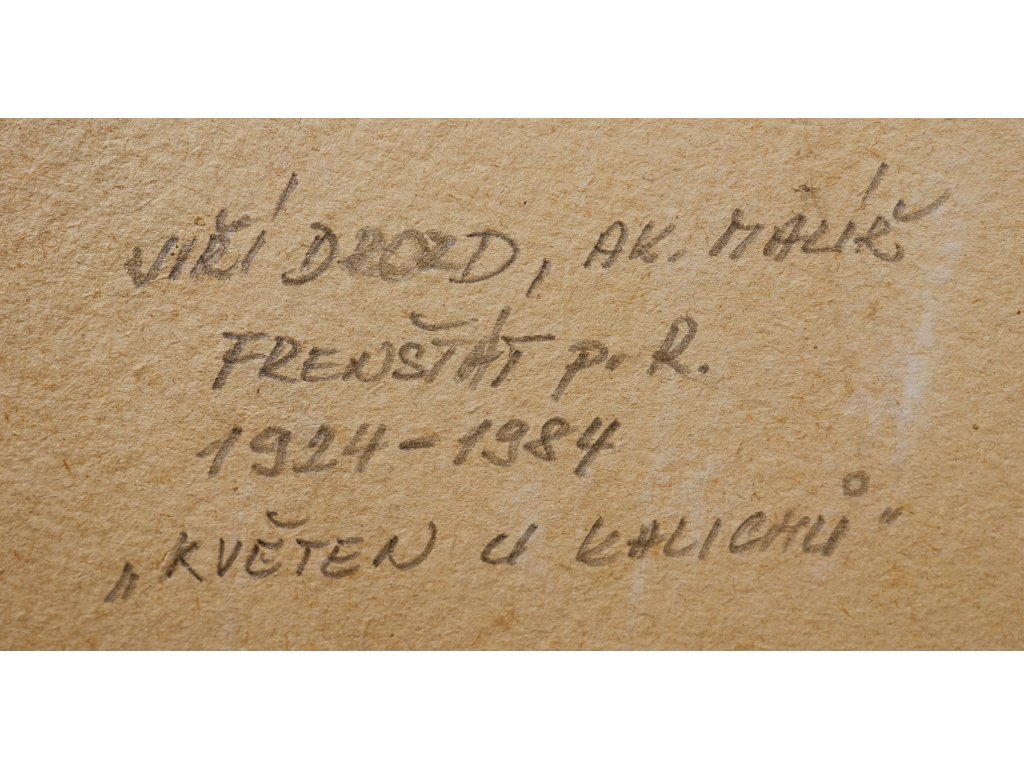 JIŘÍ DROZD, AK. MALÍŘ
FRENŠTÁT p. R.
1924-1984
„KVĚTEN U KALICHŮ“